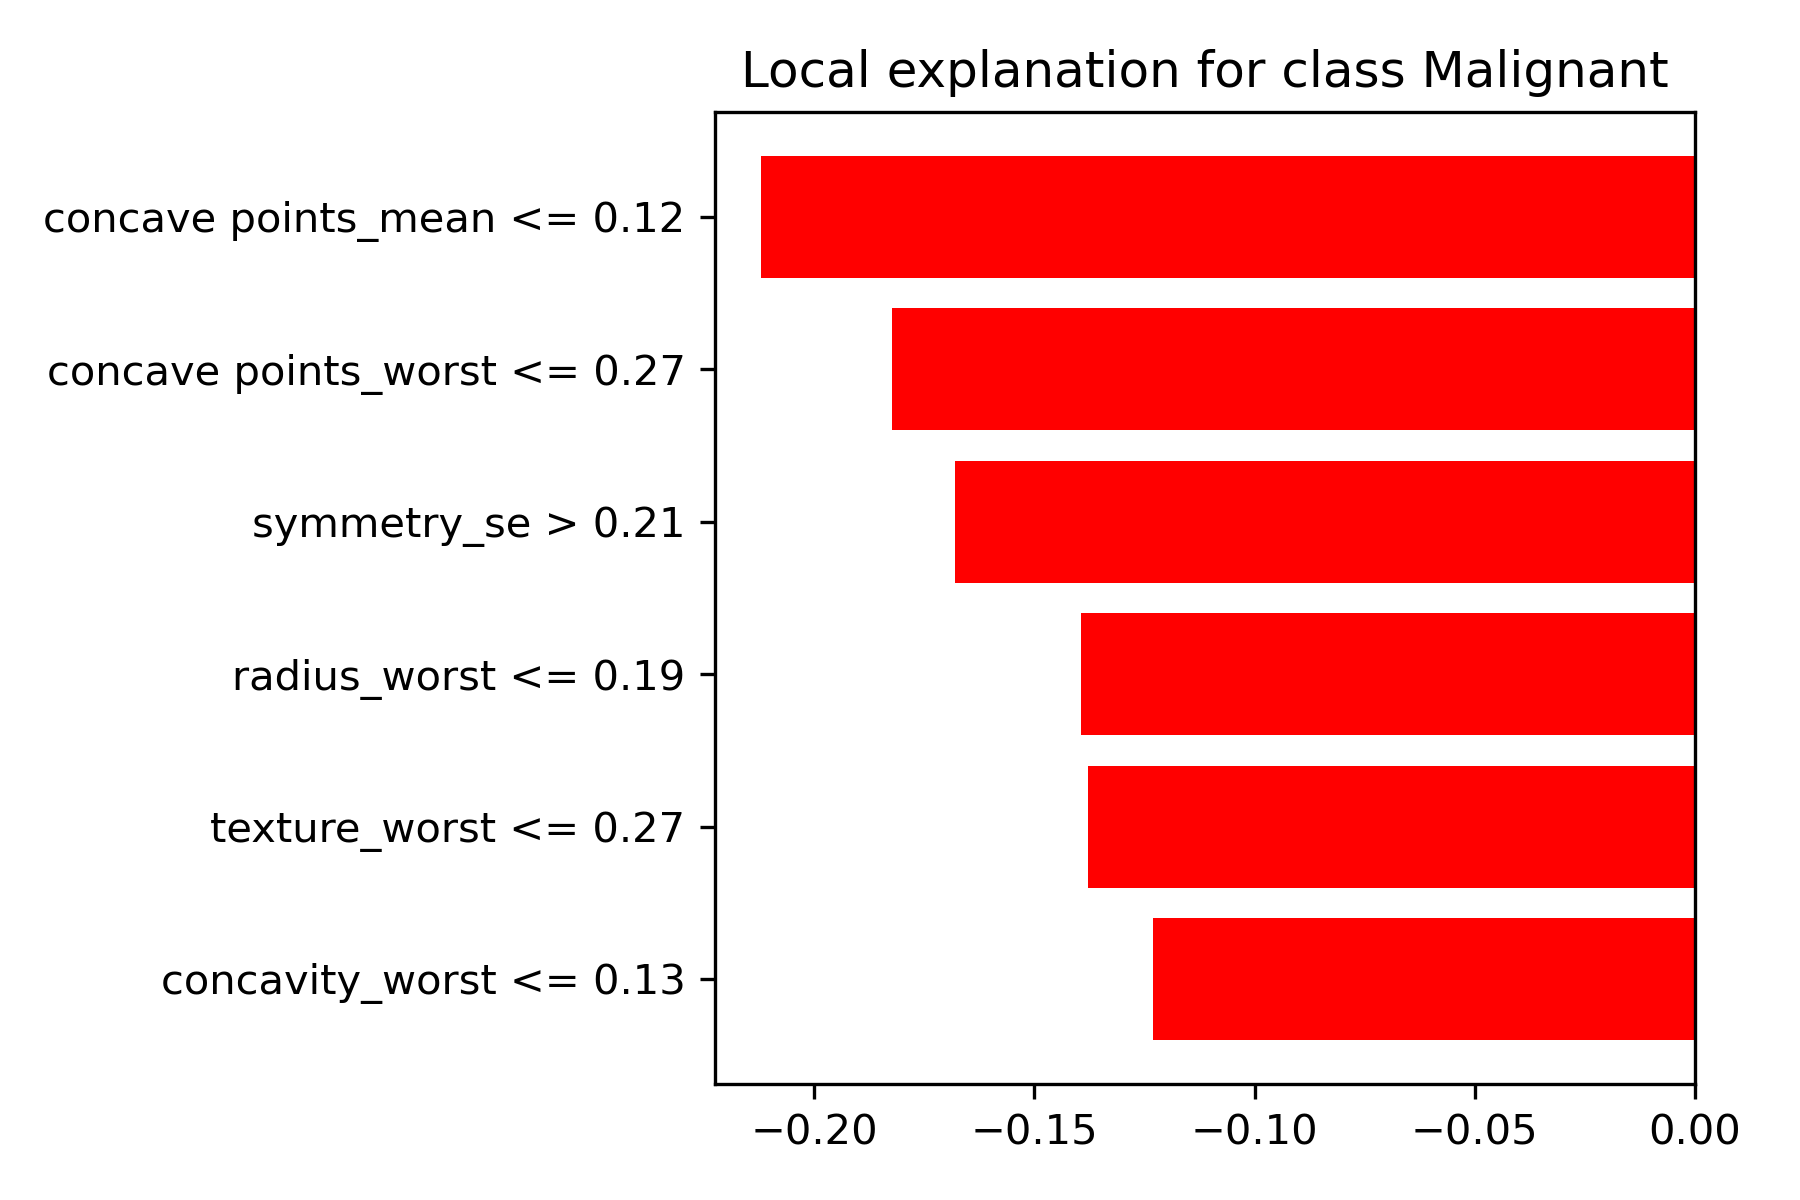 Local explanation for class Malignant
concave points_mean <= 0.12
concave points_worst <= 0.27
symmetry_se > 0.21
radius_worst <= 0.19
texture_worst <= 0.27
concavity_worst <= 0.13
−0.20 −0.15 −0.10 −0.05 0.00